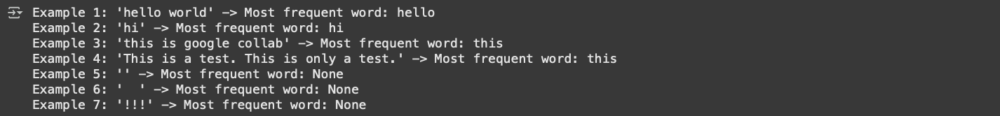 Example 1: 'hello world' -> Most frequent word: hello
Example 2: 'hi' -> Most frequent word: hi
Example 3: 'this is google collab' -> Most frequent word: this
Example 4: 'This is a test. This is only a test.' -> Most frequent word: this
Example 5: '' -> Most frequent word: None
Example 6: '  ' -> Most frequent word: None
Example 7: '!!!' -> Most frequent word: None